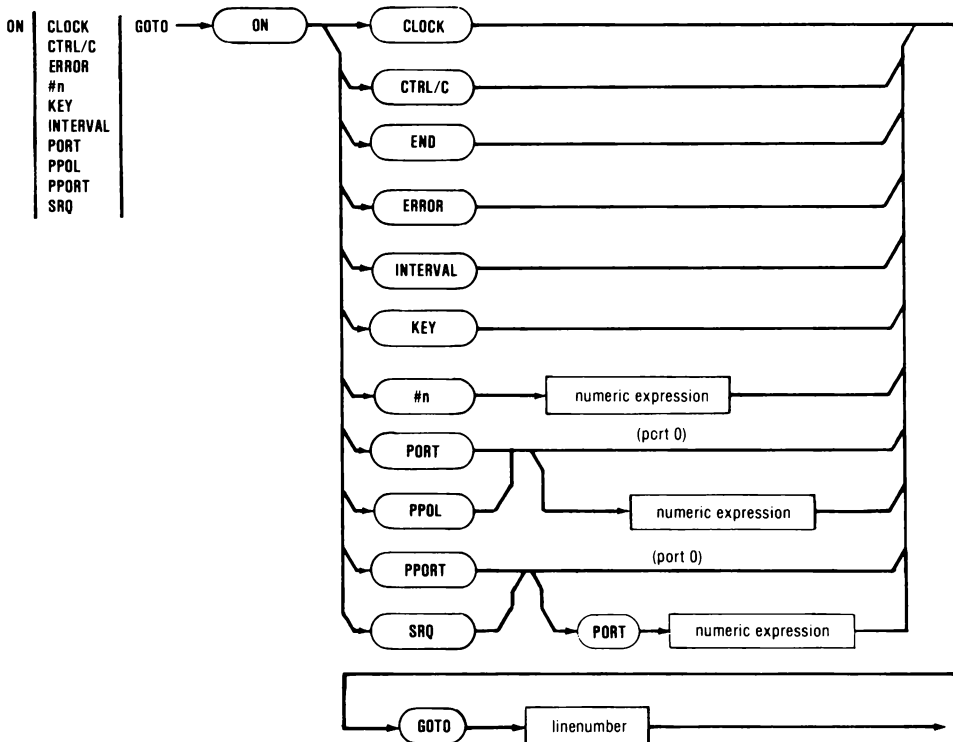 ON CLOCK GOTO ON CLOCK
CTRL/C
ERROR
#n
KEY
INTERVAL
PORT
PPOL
PPORT
SRQ
CTRL/C
END
ERROR
INTERVAL
KEY
#n numeric expression
PORT (port 0)
PPOL numeric expression
PPORT (port 0)
SRQ PORT numeric expression
GOTO linenumber